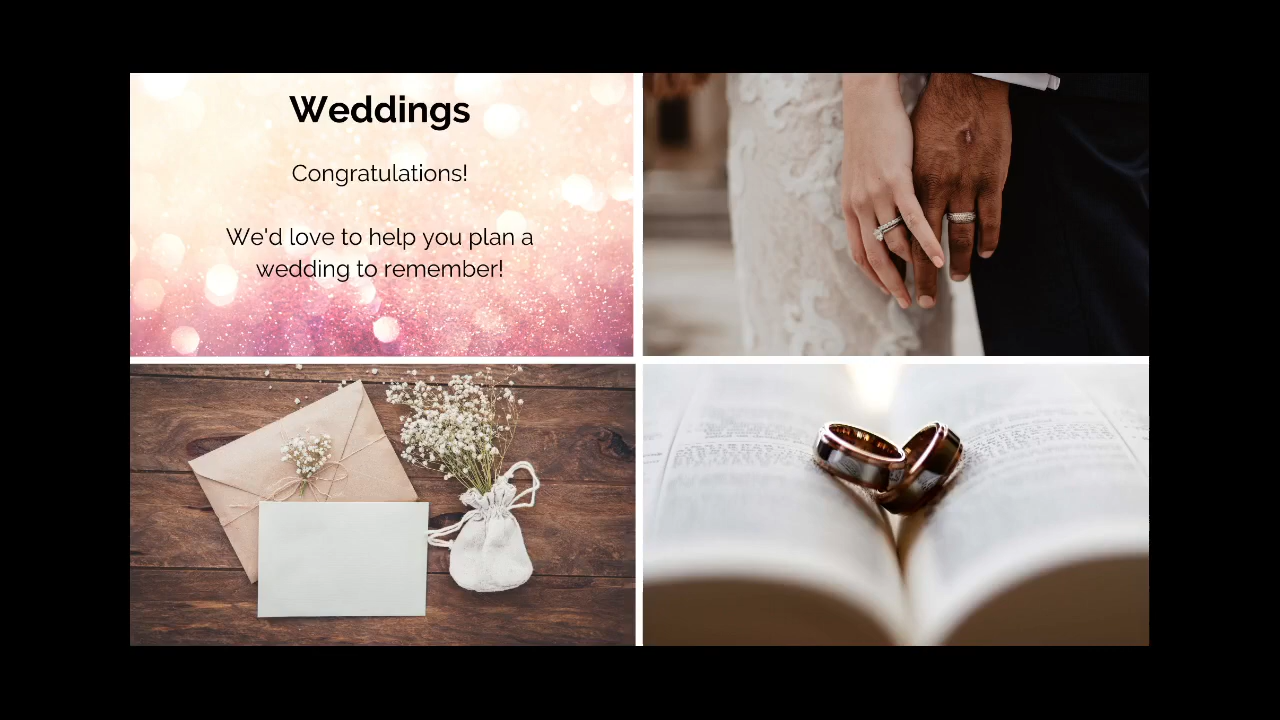 Weddings
Congratulations!
We'd love to help you plan a
wedding to remember!